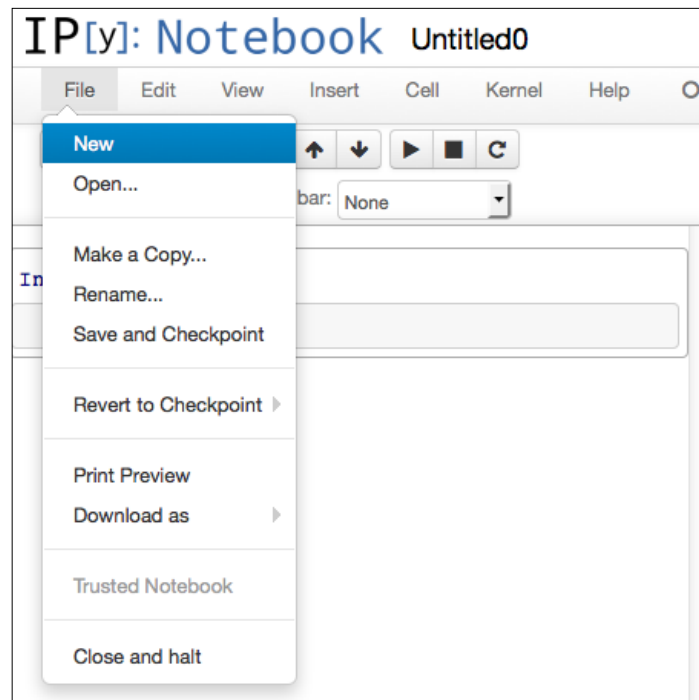 IP[y]: Notebook Untitled0
File Edit View Insert Cell Kernel Help
New
Open...
bar: None
Make a Copy...
In
Rename...
Save and Checkpoint
Revert to Checkpoint
Print Preview
Download as
Trusted Notebook
Close and halt